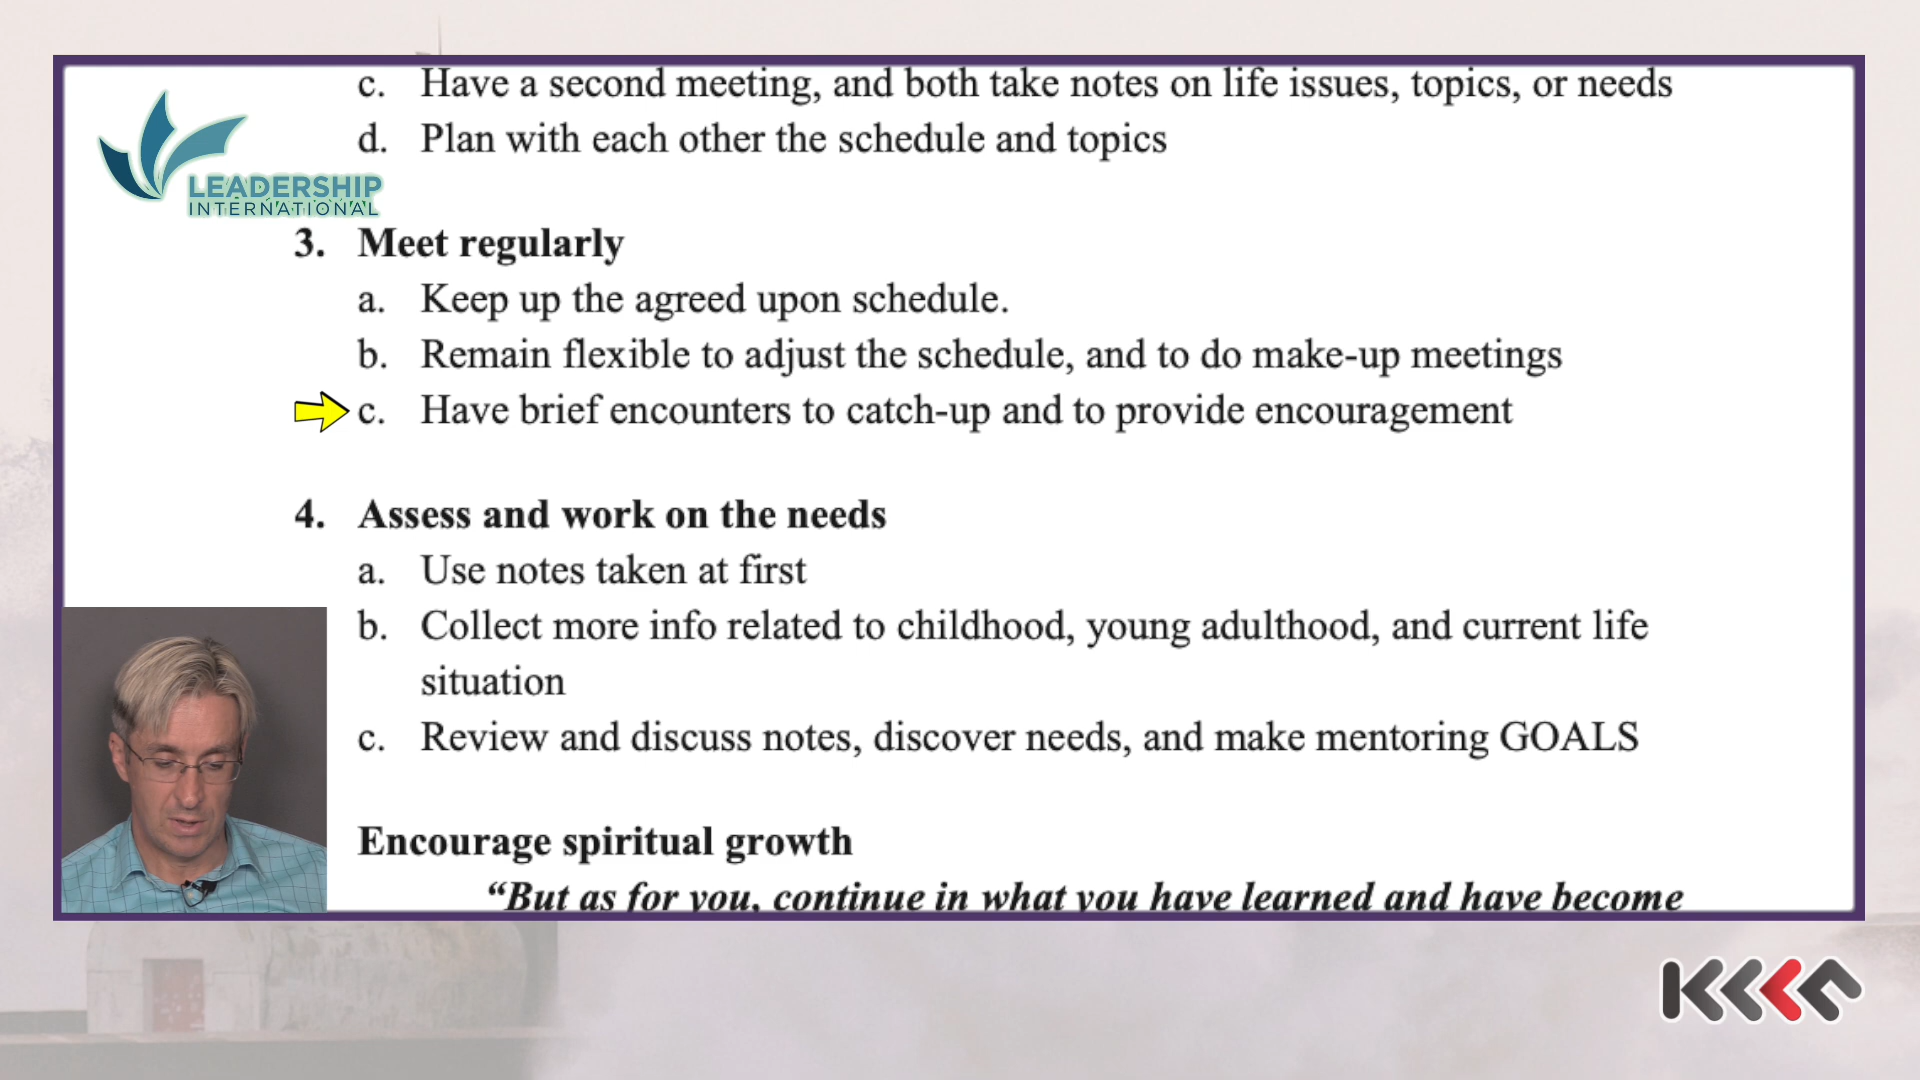 c. Have a second meeting, and both take notes on life issues, topics, or needs
d. Plan with each other the schedule and topics
LEADERSHIP
INTERNATIONAL
3. Meet regularly
a. Keep up the agreed upon schedule.
b. Remain flexible to adjust the schedule, and to do make-up meetings
c. Have brief encounters to catch-up and to provide encouragement
4. Assess and work on the needs
a. Use notes taken at first
b. Collect more info related to childhood, young adulthood, and current life
situation
c. Review and discuss notes, discover needs, and make mentoring GOALS
Encourage spiritual growth
“But as for you, continue in what you have learned and have become